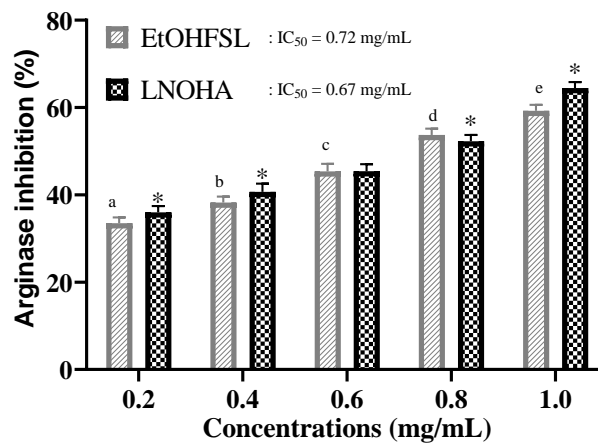 80
60
40
20
0
Arginase inhibition (%)
EtOHFSL : IC50 = 0.72 mg/mL
LNOHA : IC50 = 0.67 mg/mL
a * b * c d * e *
0.2 0.4 0.6 0.8 1.0
Concentrations (mg/mL)